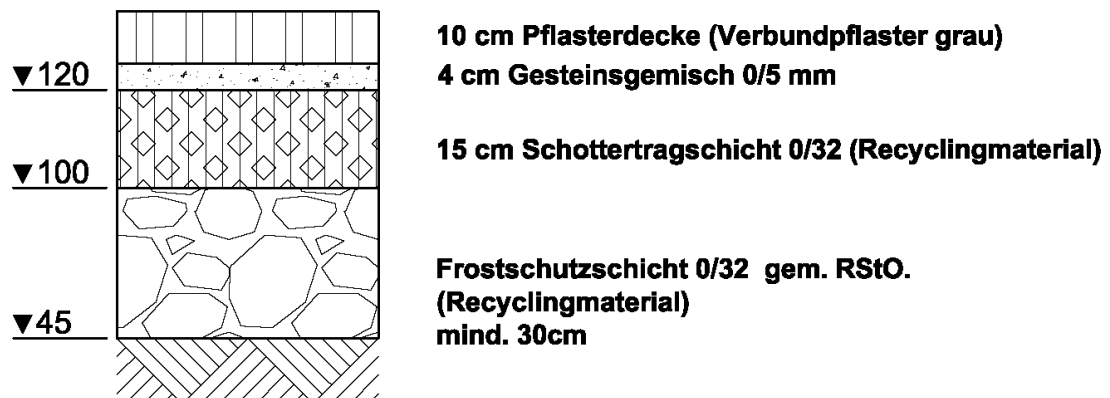 10 cm Pflasterdecke (Verbundpflaster grau)
▼120
4 cm Gesteinsgemisch 0/5 mm
15 cm Schottertragschicht 0/32 (Recyclingmaterial)
▼100
Frostschutzschicht 0/32 gem. RStO.
(Recyclingmaterial)
mind. 30cm
▼45